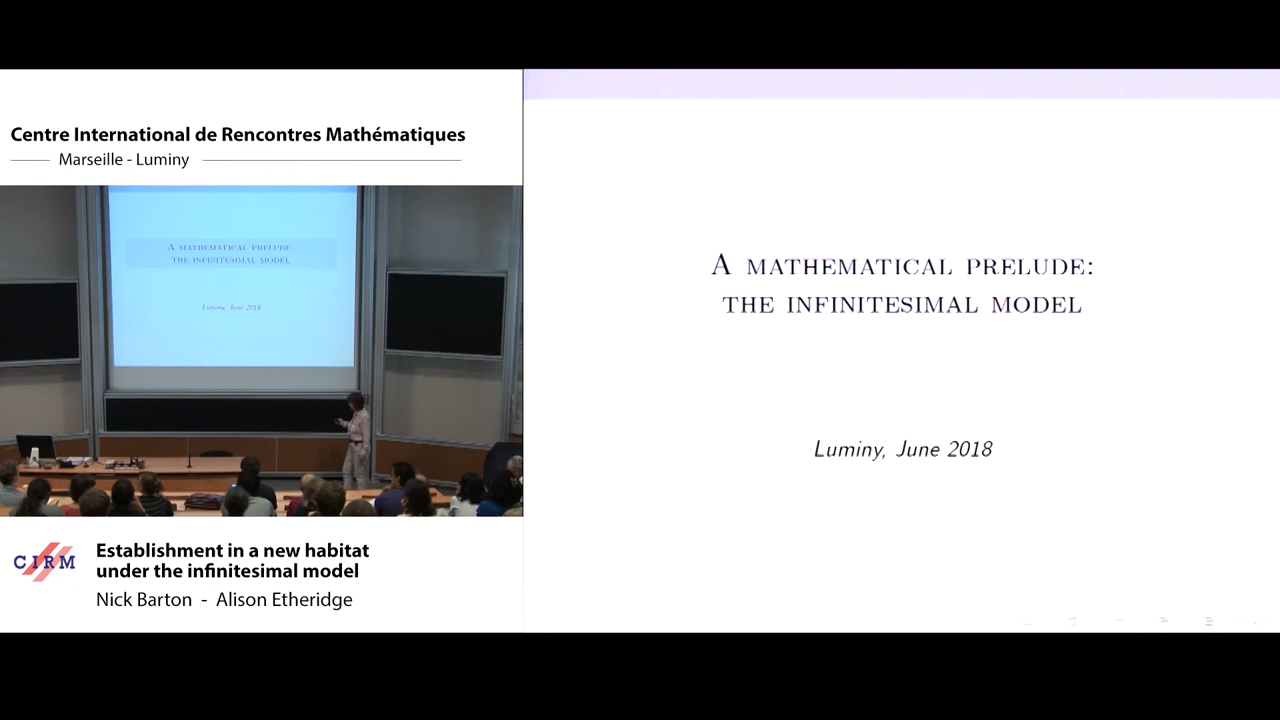 Centre International de Rencontres Mathématiques
Marseille - Luminy
A MATHEMATICAL PRELUDE:
THE INFINITESIMAL MODEL
Luminy, June 2018
CIRM
Establishment in a new habitat
under the infinitesimal model
Nick Barton - Alison Etheridge
A MATHEMATICAL PRELUDE:
THE INFINITESIMAL MODEL
Luminy, June 2018